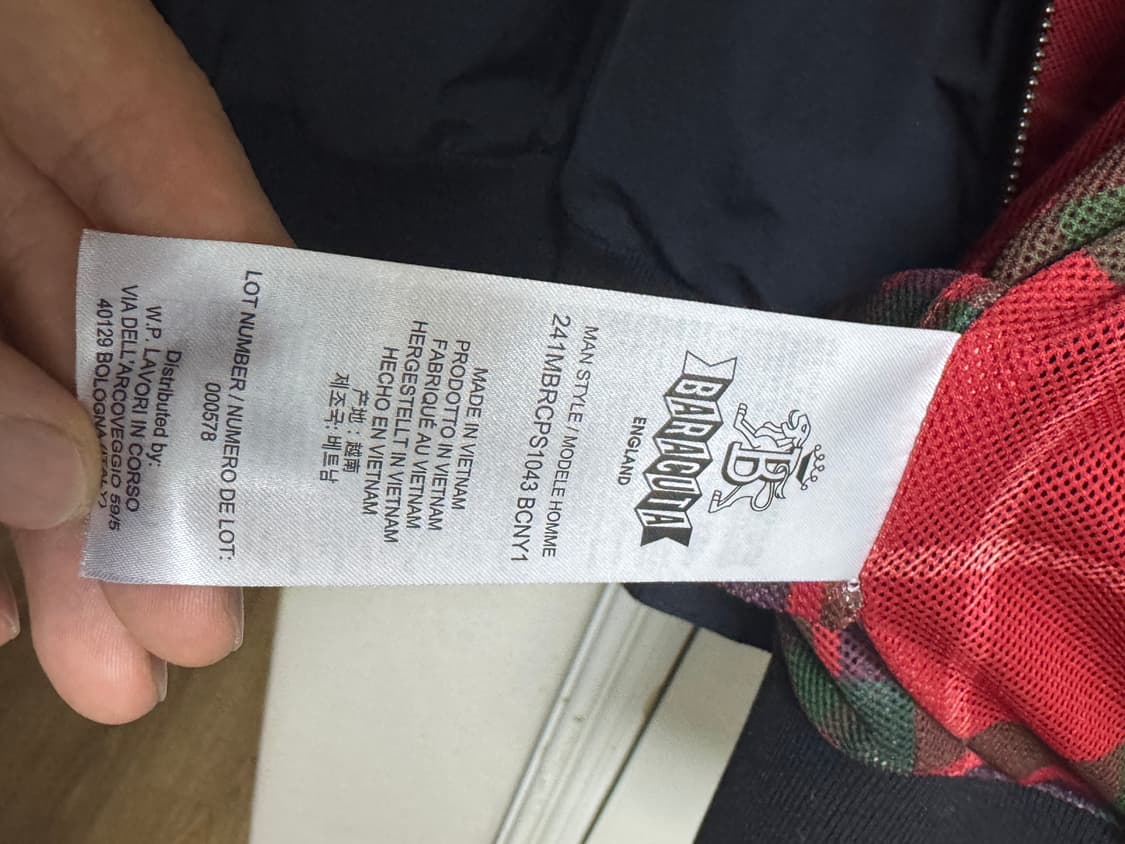 B
BARACUTA
ENGLAND
MAN STYLE / MODELE HOMME
241MBRCPS1043 BCNY1
MADE IN VIETNAM
PRODOTTO IN VIETNAM
FABRIQUÉ AU VIETNAM
HERGESTELLT IN VIETNAM
HECHO EN VIETNAM
产地：越南
제조국: 베트남
LOT NUMBER / NUMERO DE LOT:
000578
Distributed by:
W.P. LAVORI IN CORSO
VIA DELL'ARCOVEGGIO 59/5
40129 BOLOGNA (ITALY)